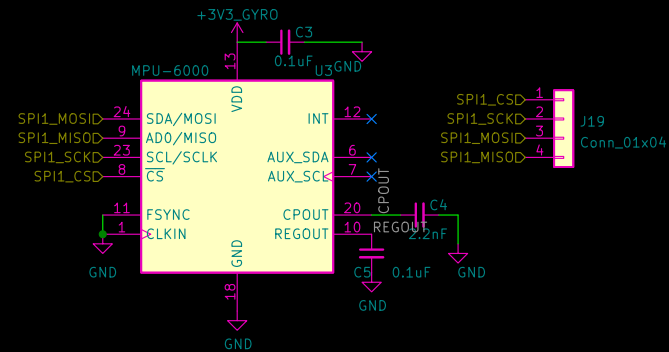 +3V3_GYRO
C3
0.1uF
GND
MPU-6000
U3
13
VDD
SPI1_MOSI 24 SDA/MOSI
SPI1_MISO 9 AD0/MISO
SPI1_SCK 23 SCL/SCLK
SPI1_CS 8 CS
11 FSYNC
1 CLKIN
GND
INT 12
AUX_SDA 6
AUX_SCL 7
CPOUT 20
REGOUT 10
CPOUT
REGOUT
C4
2.2nF
GND
C5 0.1uF
GND
GND
18
GND
SPI1_CS 1
SPI1_SCK 2
SPI1_MOSI 3
SPI1_MISO 4
J19
Conn_01x04